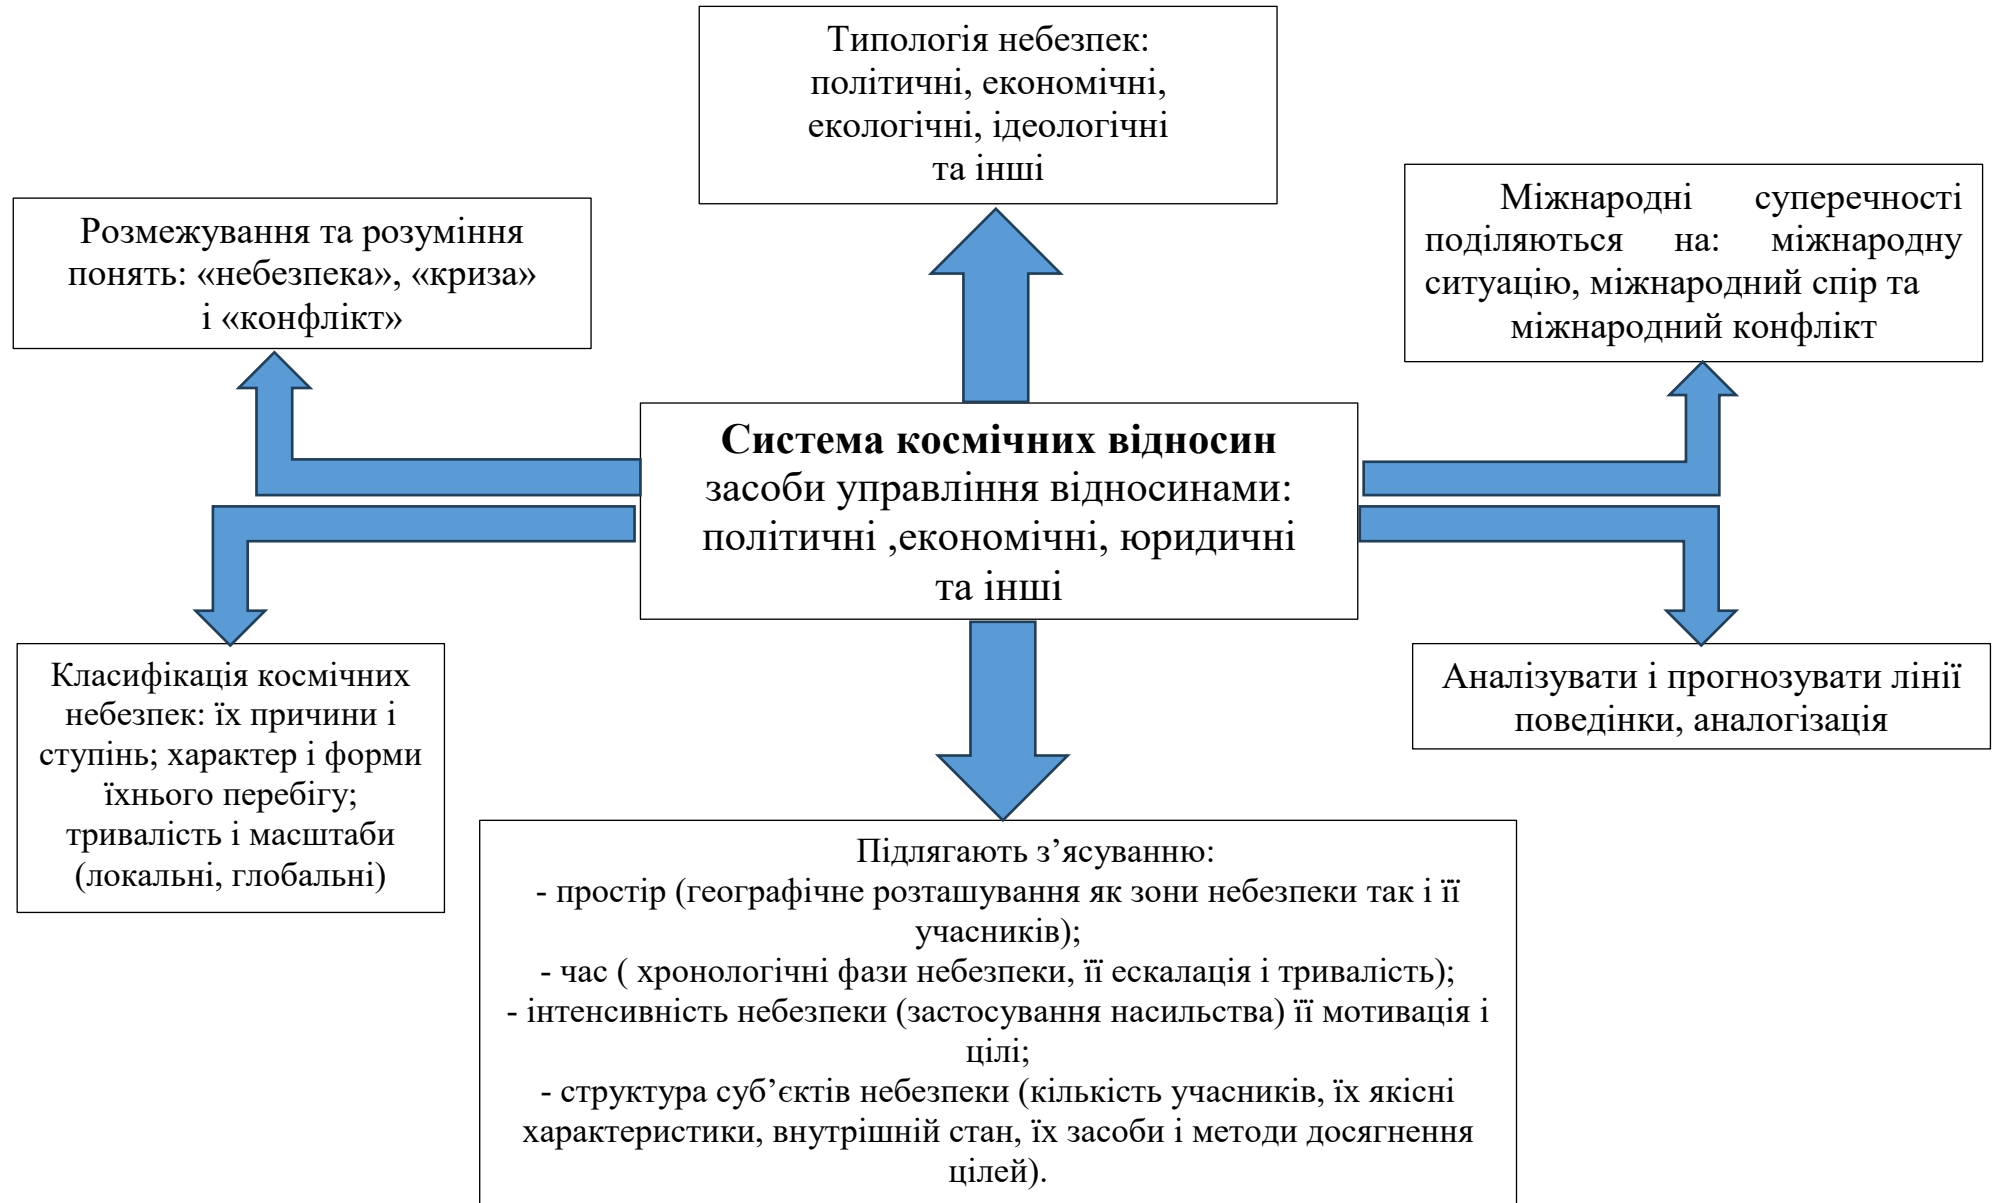 Типологія небезпек:
політичні, економічні,
екологічні, ідеологічні
та інші
Розмежування та розуміння
понять: «небезпека», «криза»
і «конфлікт»
Міжнародні суперечності
поділяються на: міжнародну
ситуацію, міжнародний спір та
міжнародний конфлікт
Система космічних відносин
засоби управління відносинами:
політичні ,економічні, юридичні
та інші
Класифікація космічних
небезпек: їх причини і
ступінь; характер і форми
їхнього перебігу;
тривалість і масштаби
(локальні, глобальні)
Аналізувати і прогнозувати лінії
поведінки, аналогізація
Підлягають з’ясуванню:
- простір (географічне розташування як зони небезпеки так і її
учасників);
- час ( хронологічні фази небезпеки, її ескалація і тривалість);
- інтенсивність небезпеки (застосування насильства) її мотивація і
цілі;
- структура суб’єктів небезпеки (кількість учасників, їх якісні
характеристики, внутрішній стан, їх засоби і методи досягнення
цілей).